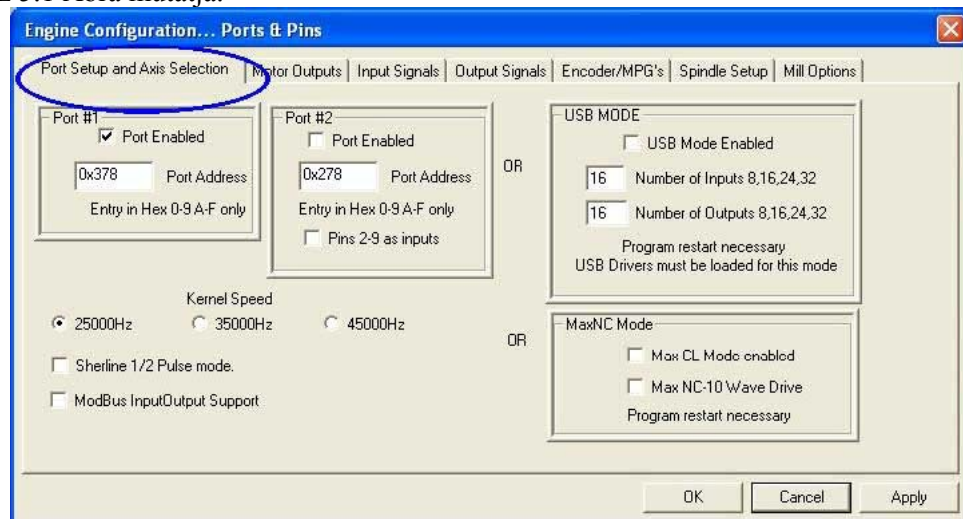 Engine Configuration... Ports & Pins
Port Setup and Axis Selection
Motor Outputs
Input Signals
Output Signals
Encoder/MPG's
Spindle Setup
Mill Options
Port #1
Port Enabled
0x378 Port Address
Entry in Hex 0-9 A-F only
Port #2
Port Enabled
0x278 Port Address
Entry in Hex 0-9 A-F only
Pins 2-9 as inputs
OR
USB MODE
USB Mode Enabled
16 Number of Inputs 8,16,24,32
16 Number of Outputs 8,16,24,32
Program restart necessary
USB Drivers must be loaded for this mode
Kernel Speed
25000Hz 35000Hz 45000Hz
Sherline 1/2 Pulse mode.
ModBus InputOutput Support
OR
MaxNC Mode
Max CL Mode enabled
Max NC-10 Wave Drive
Program restart necessary
OK Cancel Apply